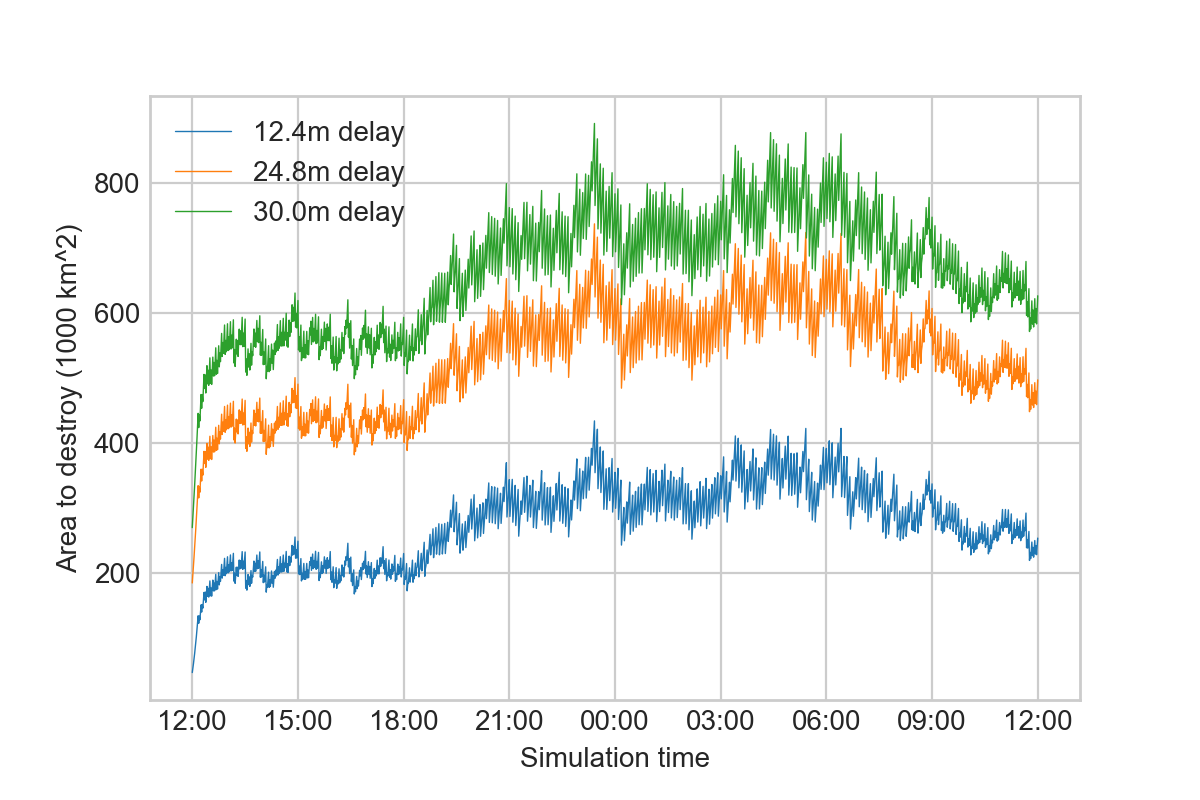 12.4m delay
24.8m delay
30.0m delay
800
600
400
200
Area to destroy (1000 km^2)
12:00 15:00 18:00 21:00 00:00 03:00 06:00 09:00 12:00
Simulation time